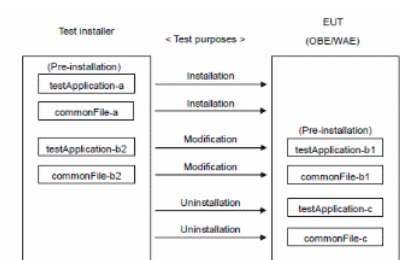 Test installer
< Test purposes >
EUT
(OBE/WAE)
(Pre-installation)
testApplication-a
Installation
commonFile-a
Installation
(Pre-installation)
testApplication-b2
Modification
testApplication-b1
commonFile-b2
Modification
commonFile-b1
Uninstallation
testApplication-c
Uninstallation
commonFile-c